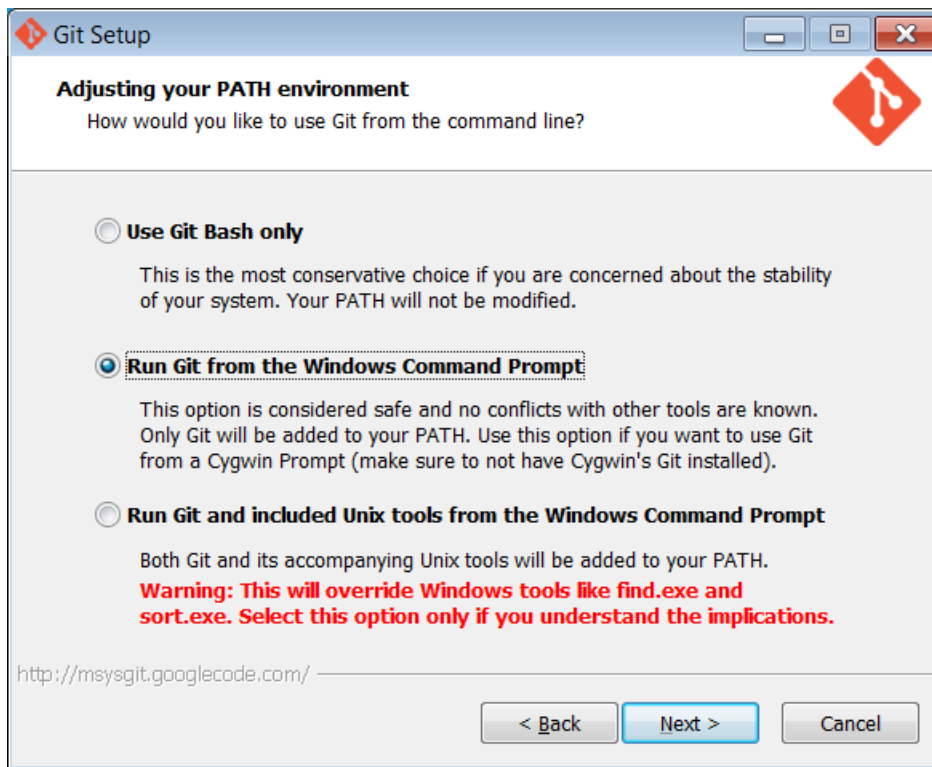 Git Setup
Adjusting your PATH environment
How would you like to use Git from the command line?
Use Git Bash only
This is the most conservative choice if you are concerned about the stability
of your system. Your PATH will not be modified.
Run Git from the Windows Command Prompt
This option is considered safe and no conflicts with other tools are known.
Only Git will be added to your PATH. Use this option if you want to use Git
from a Cygwin Prompt (make sure to not have Cygwin's Git installed).
Run Git and included Unix tools from the Windows Command Prompt
Both Git and its accompanying Unix tools will be added to your PATH.
Warning: This will override Windows tools like find.exe and
sort.exe. Select this option only if you understand the implications.
http://msysgit.googlecode.com/
< Back Next > Cancel